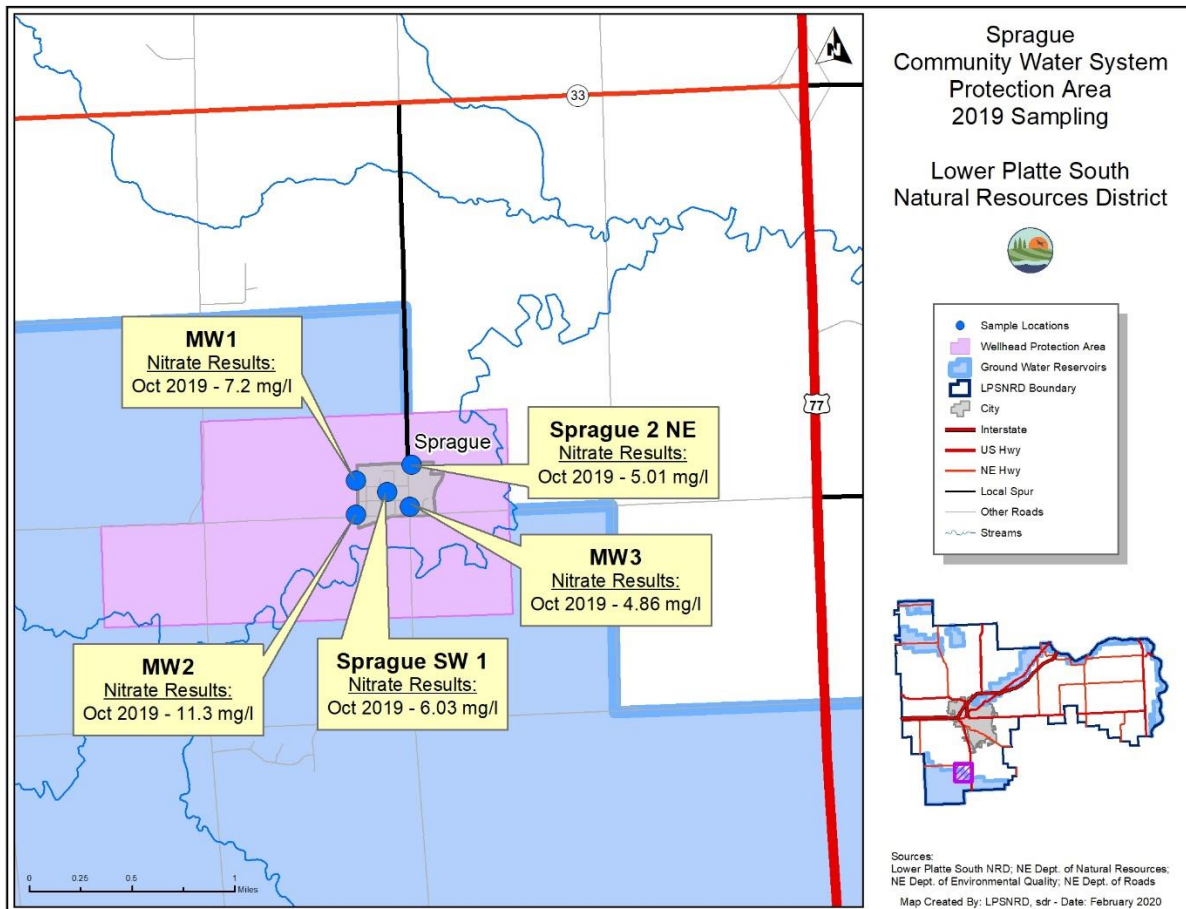 Sprague
Community Water System
Protection Area
2019 Sampling
Lower Platte South
Natural Resources District
N
33
77
MW1
Nitrate Results:
Oct 2019 - 7.2 mg/l
Sprague
Sprague 2 NE
Nitrate Results:
Oct 2019 - 5.01 mg/l
MW3
Nitrate Results:
Oct 2019 - 4.86 mg/l
MW2
Nitrate Results:
Oct 2019 - 11.3 mg/l
Sprague SW 1
Nitrate Results:
Oct 2019 - 6.03 mg/l
0 0.25 0.5 1
Miles
Sample Locations
Wellhead Protection Area
Ground Water Reservoirs
LPSNRD Boundary
City
Interstate
US Hwy
NE Hwy
Local Spur
Other Roads
Streams
Sources:
Lower Platte South NRD; NE Dept. of Natural Resources;
NE Dept. of Environmental Quality; NE Dept. of Roads
Map Created By: LPSNRD, sdr - Date: February 2020